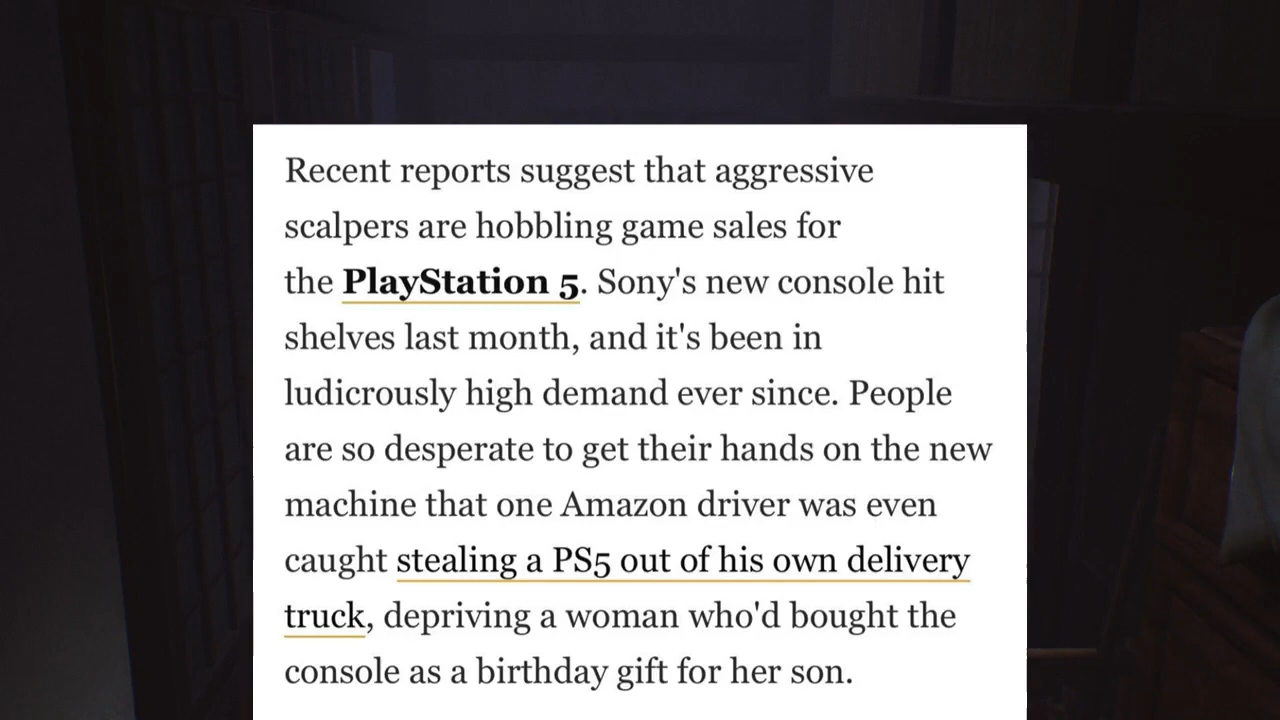 Recent reports suggest that aggressive
scalpers are hobbling game sales for
the PlayStation 5. Sony's new console hit
shelves last month, and it's been in
ludicrously high demand ever since. People
are so desperate to get their hands on the new
machine that one Amazon driver was even
caught stealing a PS5 out of his own delivery
truck, depriving a woman who'd bought the
console as a birthday gift for her son.